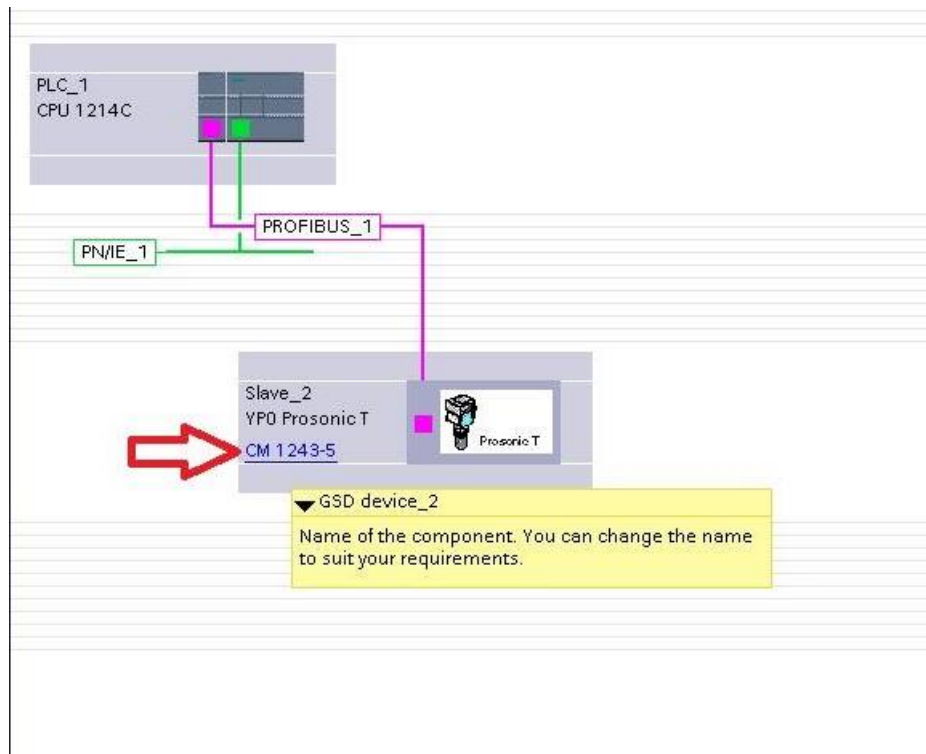 PLC_1
CPU 1214C
PROFIBUS_1
PN/IE_1
Slave_2
YP0 Prosonic T
CM 1243-5
Prosonic T
GSD device_2
Name of the component. You can change the name
to suit your requirements.